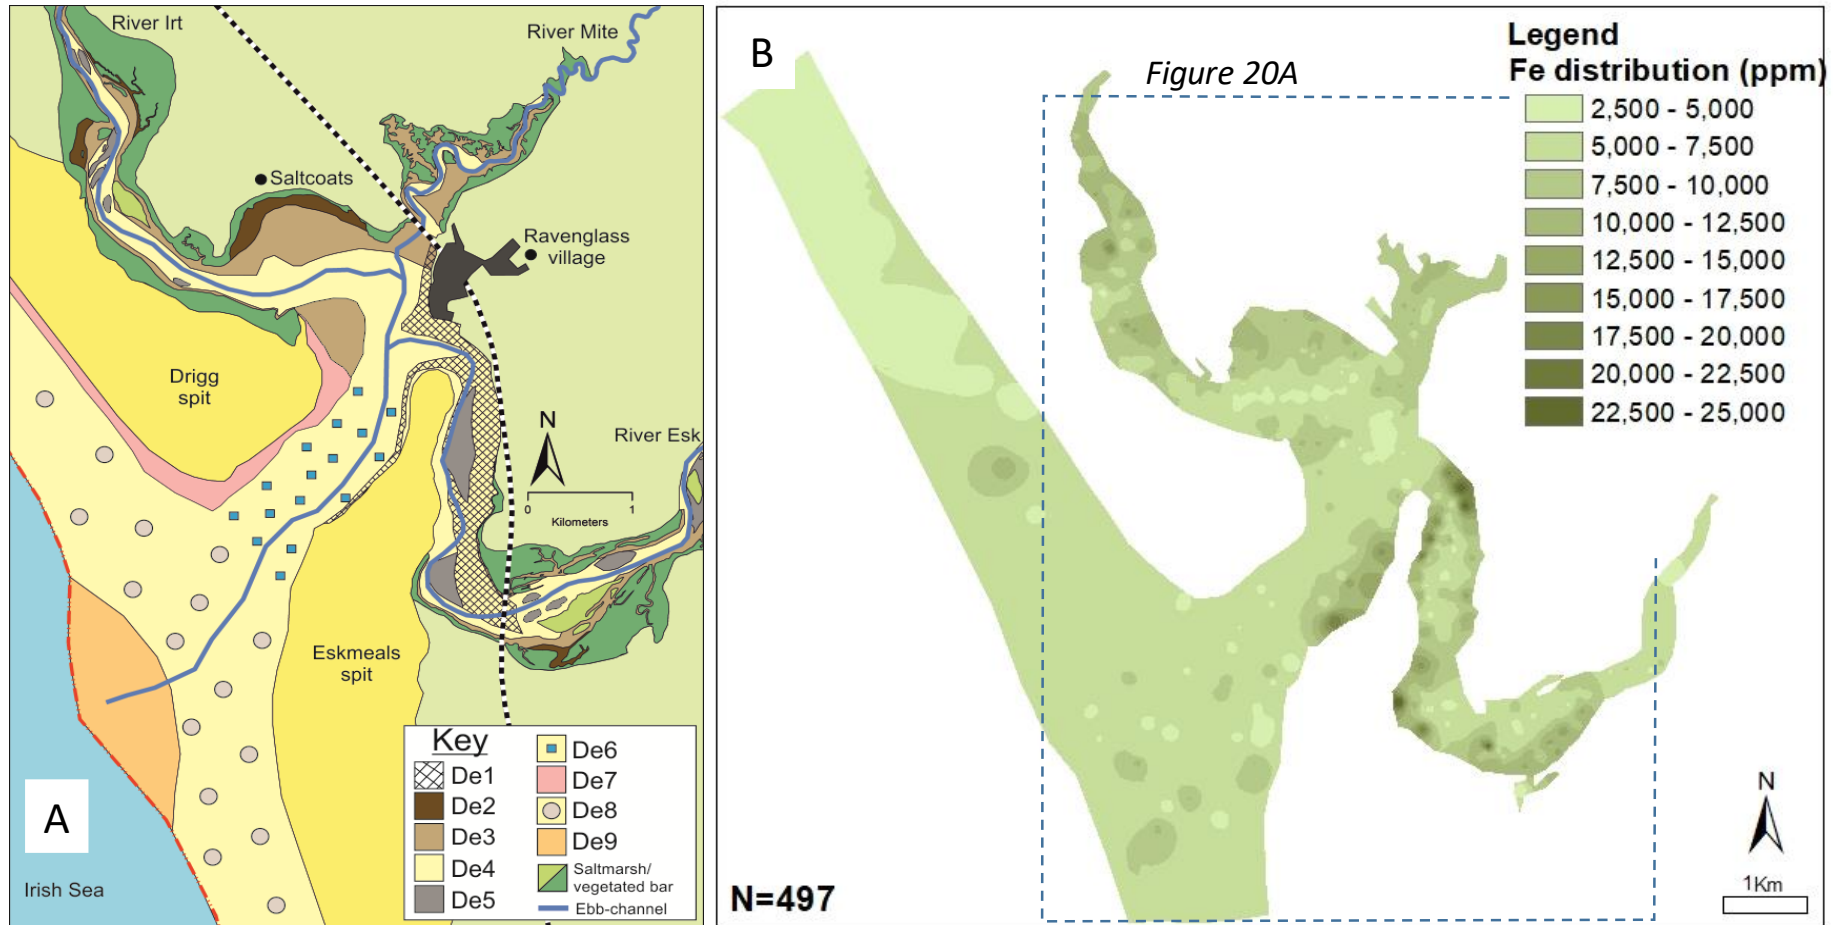 River Irt
River Mite
Saltcoats
Ravenglass
village
Drigg
spit
N
River Esk
0
1
Kilometers
Eskmeals
spit
Irish Sea
A
Key
De1
De2
De3
De4
De5
De6
De7
De8
De9
Saltmarsh/
vegetated bar
Ebb-channel
B
Figure 20A
Legend
Fe distribution (ppm)
2,500 - 5,000
5,000 - 7,500
7,500 - 10,000
10,000 - 12,500
12,500 - 15,000
15,000 - 17,500
17,500 - 20,000
20,000 - 22,500
22,500 - 25,000
N
1Km
N=497